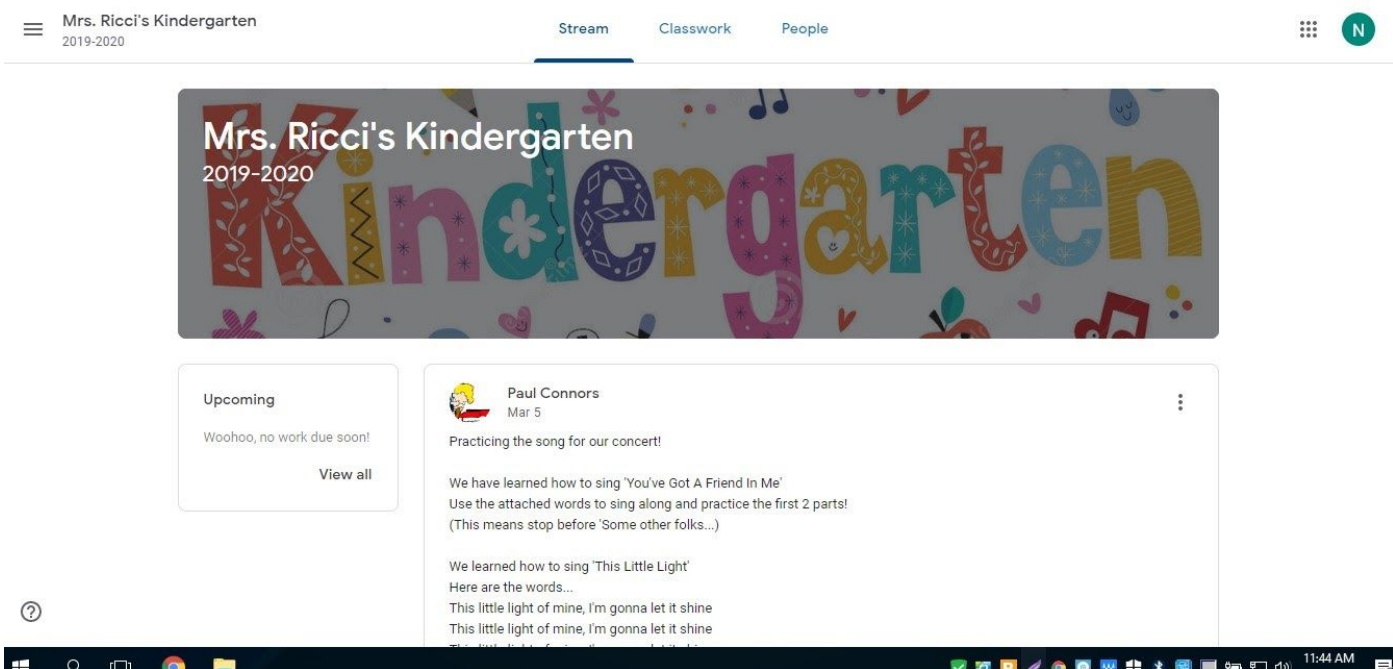 Mrs. Ricci's Kindergarten
2019-2020
Stream
Classwork
People
N
Kindergarten
Mrs. Ricci's Kindergarten
2019-2020
Upcoming
Woohoo, no work due soon!
View all
Paul Connors
Mar 5
Practicing the song for our concert!
We have learned how to sing 'You've Got A Friend In Me'
Use the attached words to sing along and practice the first 2 parts!
(This means stop before 'Some other folks...)
We learned how to sing 'This Little Light'
Here are the words...
This little light of mine, I'm gonna let it shine
This little light of mine, I'm gonna let it shine
11:44 AM